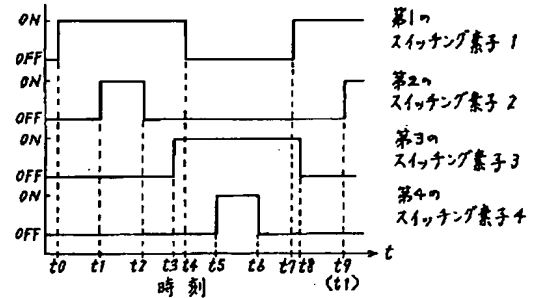 ON
OFF
第1の
スイッチング素子 1
ON
OFF
第2の
スイッチング素子 2
ON
OFF
第3の
スイッチング素子 3
ON
OFF
第4の
スイッチング素子 4
t0 t1 t2 t3 t4 t5 t6 t7 t8 t9 t
時刻 (t1)